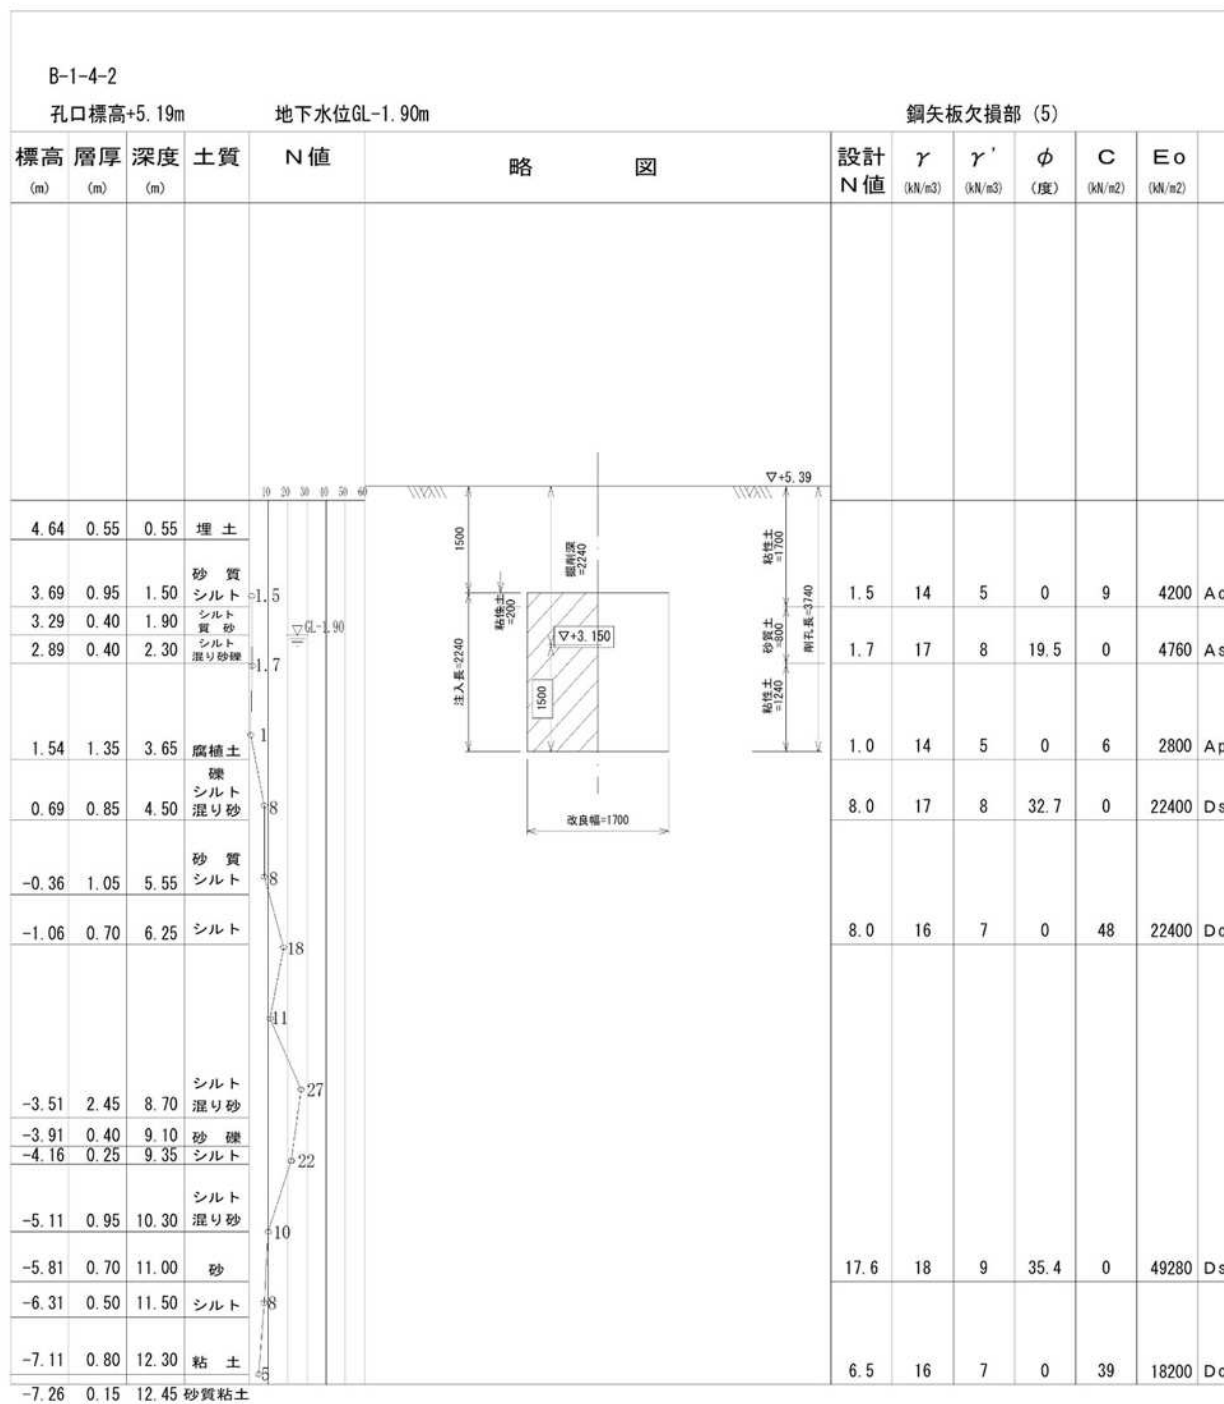 B-1-4-2
孔口標高+5.19m 地下水位GL-1.90m 鋼矢板欠損部 (5)
標高 層厚 深度 土質 N値 略 図 設計 γ γ' φ C Eo
(m) (m) (m) N値 (kN/m3) (kN/m3) (度) (kN/m2) (kN/m2)
▽+5.39
10 20 30 40 50 60
4.64 0.55 0.55 埋 土
1500
掘削深
=2240
粘性土
=1700
砂 質
3.69 0.95 1.50 シルト 1.5 1.5 14 5 0 9 4200 Ac
粘性土
=200
削孔長=3740
シルト
3.29 0.40 1.90 質 砂
▽GL-1.90
▽+3.150
砂質土
=800
シルト
2.89 0.40 2.30 混り砂礫 1.7 1.7 17 8 19.5 0 4760 As
注入長=2240
1500
粘性土
=1240
1.54 1.35 3.65 腐植土 1 1.0 14 5 0 6 2800 Ap
礫
シルト
0.69 0.85 4.50 混り砂 8 8.0 17 8 32.7 0 22400 Ds
改良幅=1700
砂 質
-0.36 1.05 5.55 シルト 8
-1.06 0.70 6.25 シルト 18 8.0 16 7 0 48 22400 Dc
11
シルト 27
-3.51 2.45 8.70 混り砂
-3.91 0.40 9.10 砂 礫
-4.16 0.25 9.35 シルト 22
シルト
-5.11 0.95 10.30 混り砂 10
-5.81 0.70 11.00 砂 17.6 18 9 35.4 0 49280 Ds
-6.31 0.50 11.50 シルト 8
-7.11 0.80 12.30 粘 土 5 6.5 16 7 0 39 18200 Dc
-7.26 0.15 12.45 砂質粘土